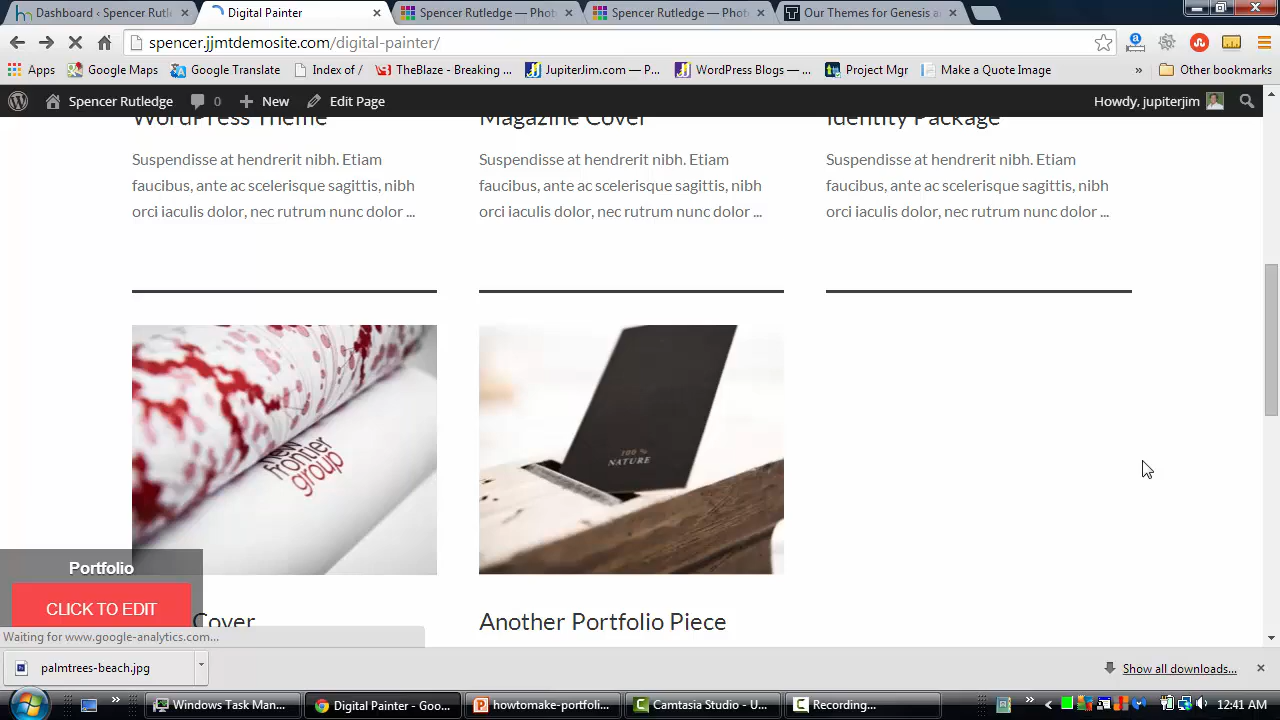 Dashboard ‹ Spencer Rutled
Digital Painter
Spencer Rutledge — Phot
Spencer Rutledge — Phot
Our Themes for Genesis a
spencer.jjmtdemosite.com/digital-painter/
Apps
Google Maps
Google Translate
Index of /
TheBlaze - Breaking ...
JupiterJim.com — P...
WordPress Blogs — ...
Project Mgr
Make a Quote Image
»
Other bookmarks
Spencer Rutledge
0
New
Edit Page
Howdy, jupiterjim
WordPress Theme
Magazine Cover
Identity Package
Suspendisse at hendrerit nibh. Etiam
faucibus, ante ac scelerisque sagittis, nibh
orci iaculis dolor, nec rutrum nunc dolor ...
Suspendisse at hendrerit nibh. Etiam
faucibus, ante ac scelerisque sagittis, nibh
orci iaculis dolor, nec rutrum nunc dolor ...
Suspendisse at hendrerit nibh. Etiam
faucibus, ante ac scelerisque sagittis, nibh
orci iaculis dolor, nec rutrum nunc dolor ...
new
frontier
group
100 %
NATURE
Portfolio
CLICK TO EDIT
Cover
Another Portfolio Piece
Waiting for www.google-analytics.com...
palmtrees-beach.jpg
Show all downloads...
»
Windows Task Man...
Digital Painter - Goo...
howtomake-portfoli...
Camtasia Studio - U...
Recording...
»
12:41 AM